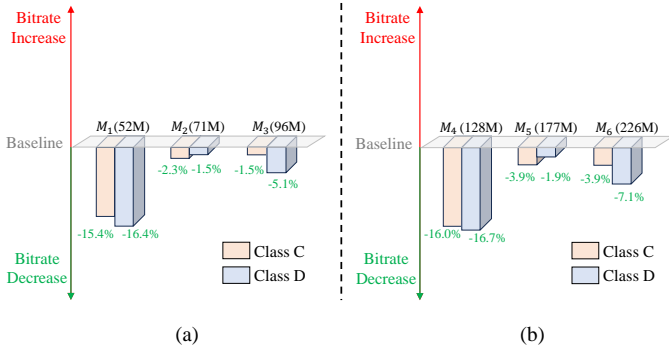 Bitrate
Increase
M₁(52M) M₂(71M) M₃(96M)
Baseline
-2.3% -1.5% -1.5%
-5.1%
-15.4% -16.4%
Class C
Class D
Bitrate
Decrease
(a)
Bitrate
Increase
M₄(128M) M₅(177M) M₆(226M)
Baseline
-3.9% -1.9% -3.9%
-7.1%
-16.0% -16.7%
Class C
Class D
Bitrate
Decrease
(b)